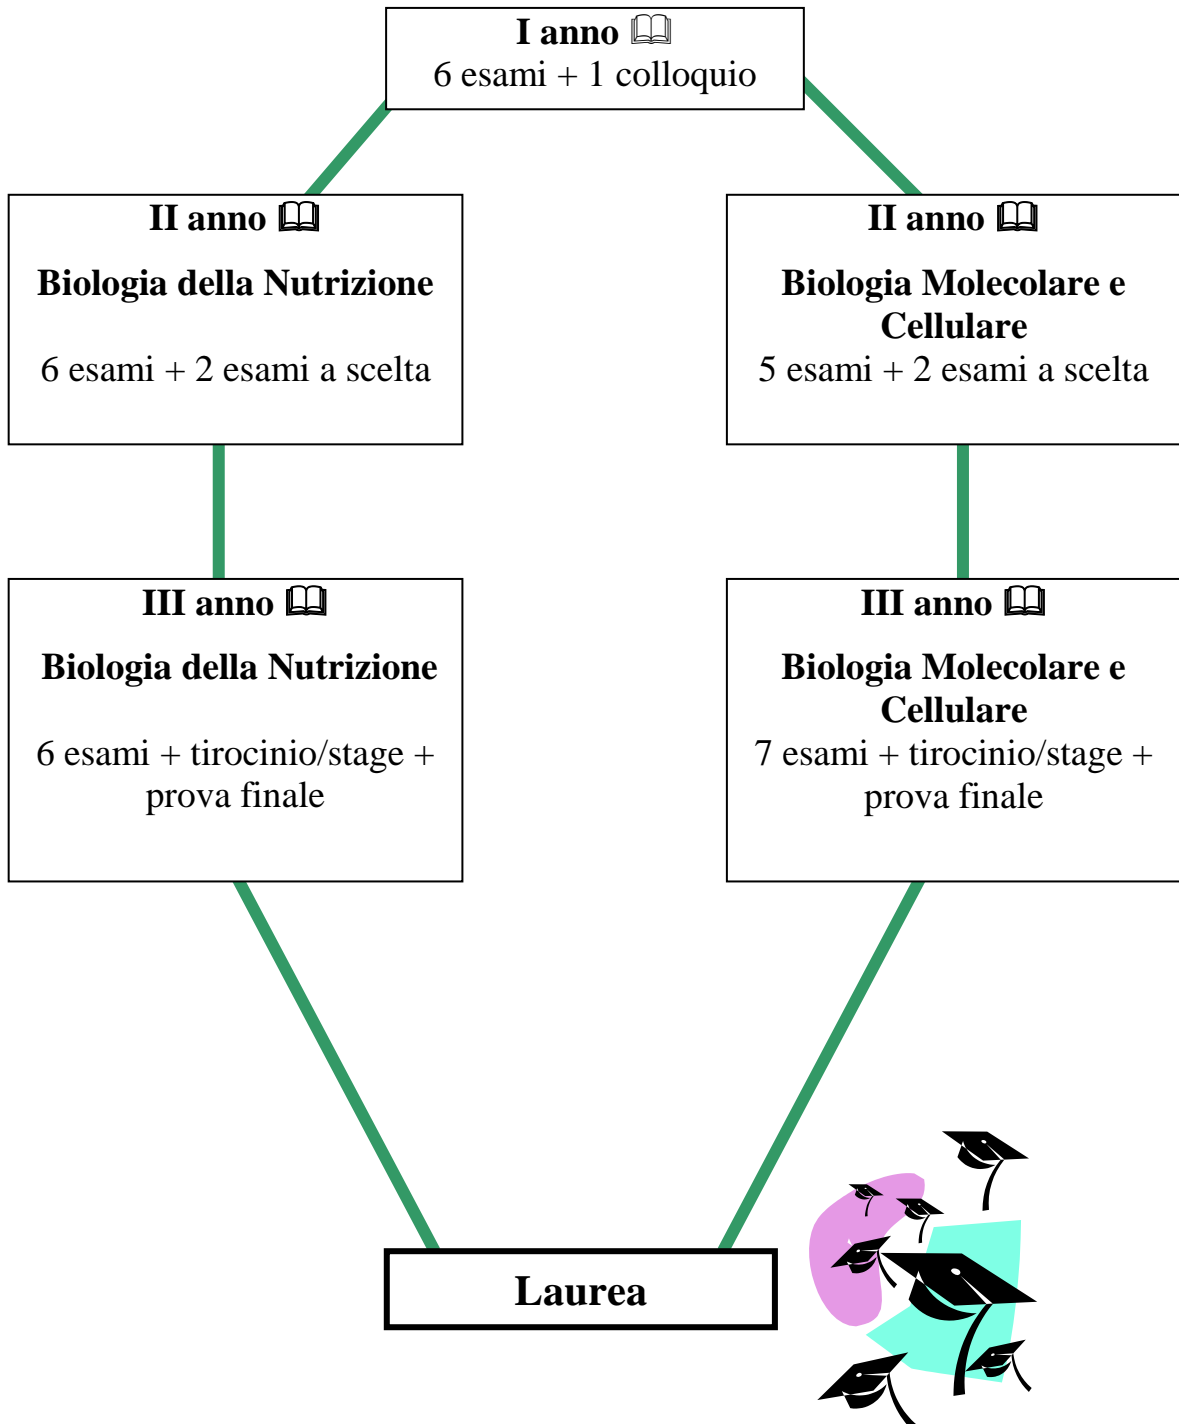 I anno 🕮
6 esami + 1 colloquio
II anno 🕮
Biologia della Nutrizione
6 esami + 2 esami a scelta
II anno 🕮
Biologia Molecolare e
Cellulare
5 esami + 2 esami a scelta
III anno 🕮
Biologia della Nutrizione
6 esami + tirocinio/stage +
prova finale
III anno 🕮
Biologia Molecolare e
Cellulare
7 esami + tirocinio/stage +
prova finale
Laurea